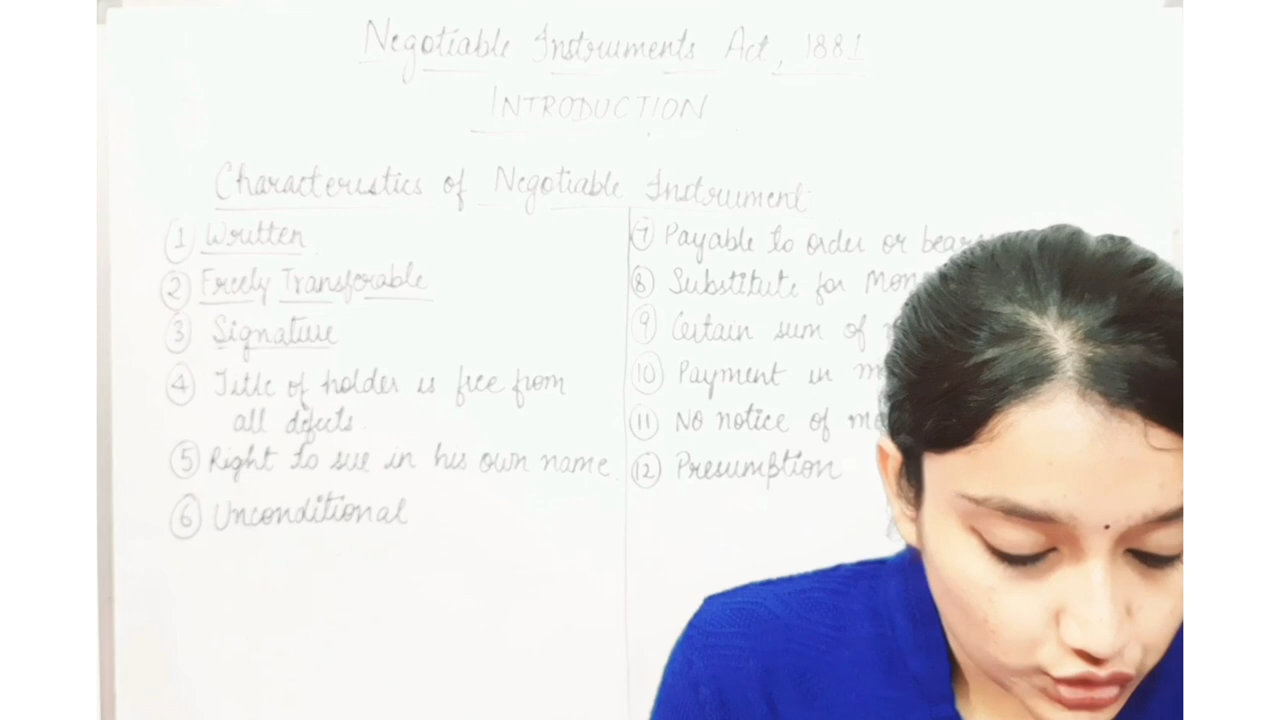 Negotiable Instruments Act, 1881
INTRODUCTION
Characteristics of Negotiable Instrument
1 Written
2 Freely Transferable
3 Signature
4 Title of holder is free from
all defects.
5 Right to sue in his own name
6 Unconditional
7 Payable to order or
8 Substitute for
9 Certain sum of
10 Payment in
11 No notice of
12 Presumption